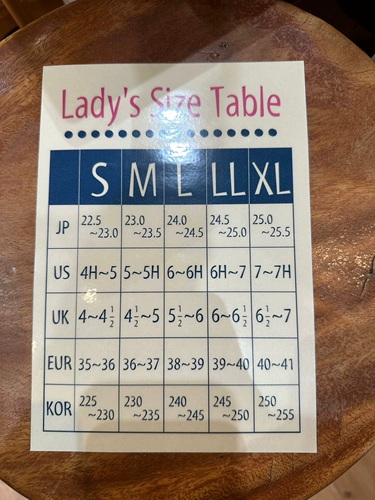 Lady's Size Table
S M L LL XL
JP 22.5~23.0 23.0~23.5 24.0~24.5 24.5~25.0 25.0~25.5
US 4H~5 5~5H 6~6H 6H~7 7~7H
UK 4~4½ 4½~5 5½~6 6~6½ 6½~7
EUR 35~36 36~37 38~39 39~40 40~41
KOR 225~230 230~235 240~245 245~250 250~255